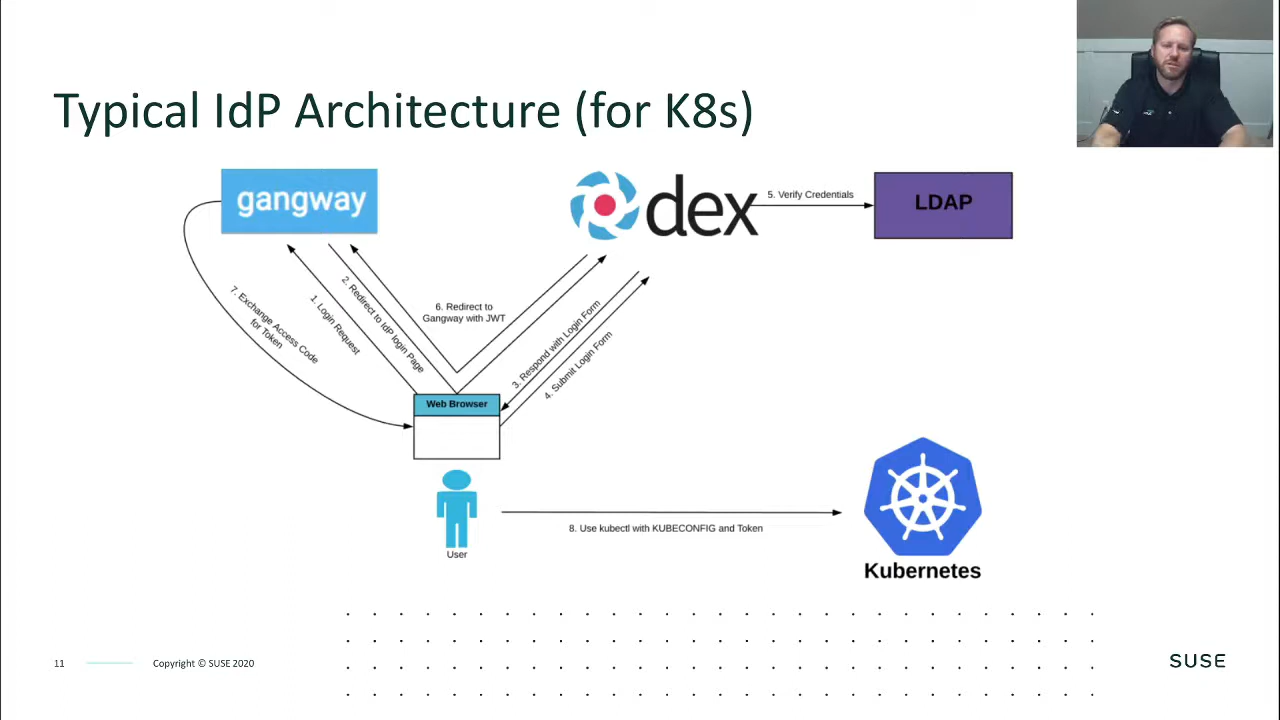 Typical IdP Architecture (for K8s)
gangway
dex
5. Verify Credentials
LDAP
7. Exchange Access Code
for Token
1. Login Request
2. Redirect to IdP login Page
6. Redirect to
Gangway with JWT
3. Respond with Login Form
4. Submit Login Form
Web Browser
User
8. Use kubectl with KUBECONFIG and Token
Kubernetes
11
Copyright © SUSE 2020
SUSE